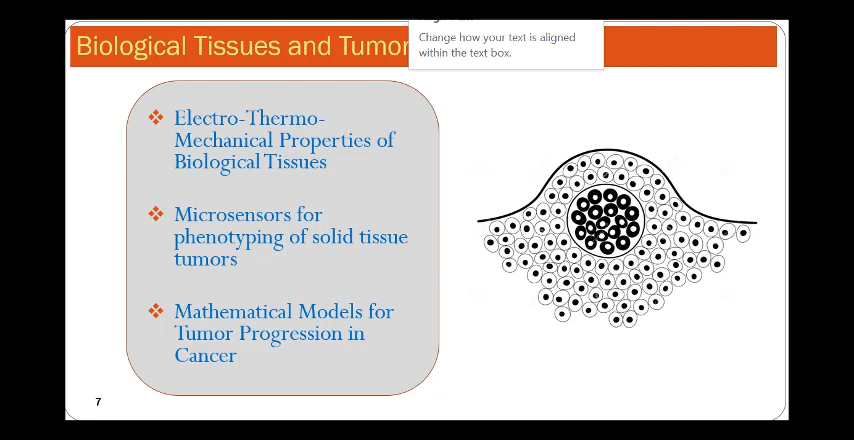 Biological Tissues and Tumor
Change how your text is aligned
within the text box.
Electro-Thermo-
Mechanical Properties of
Biological Tissues
Microsensors for
phenotyping of solid tissue
tumors
Mathematical Models for
Tumor Progression in
Cancer
7